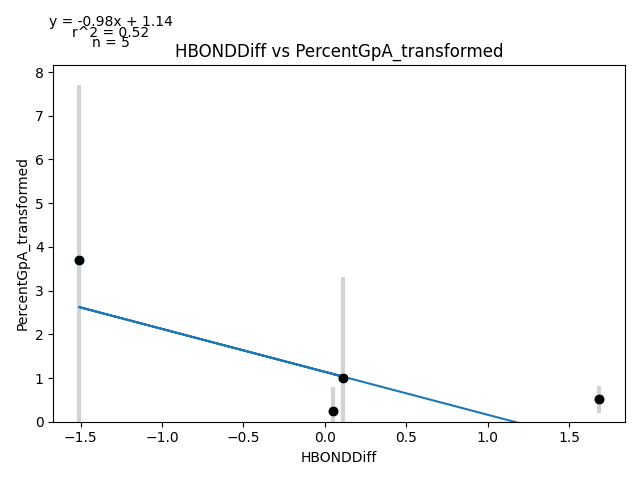 y = -0.98x + 1.14
r^2 = 0.52
n = 5
HBONDDiff vs PercentGpA_transformed
8
7
6
5
4
3
2
1
0
PercentGpA_transformed
−1.5 −1.0 −0.5 0.0 0.5 1.0 1.5
HBONDDiff